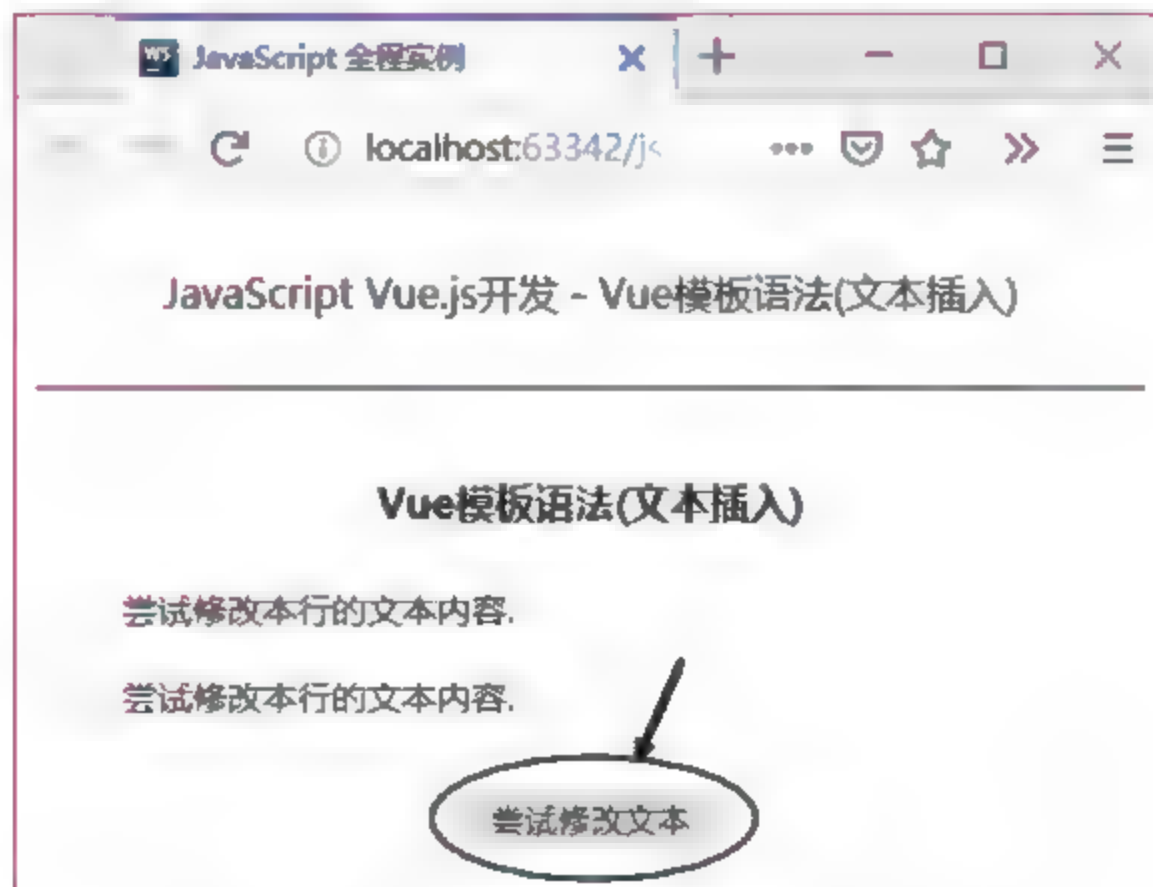 WS JavaScript 全程实例
localhost:63342/js
JavaScript Vue.js开发 - Vue模板语法(文本插入)
Vue模板语法(文本插入)
尝试修改本行的文本内容.
尝试修改本行的文本内容.
尝试修改文本